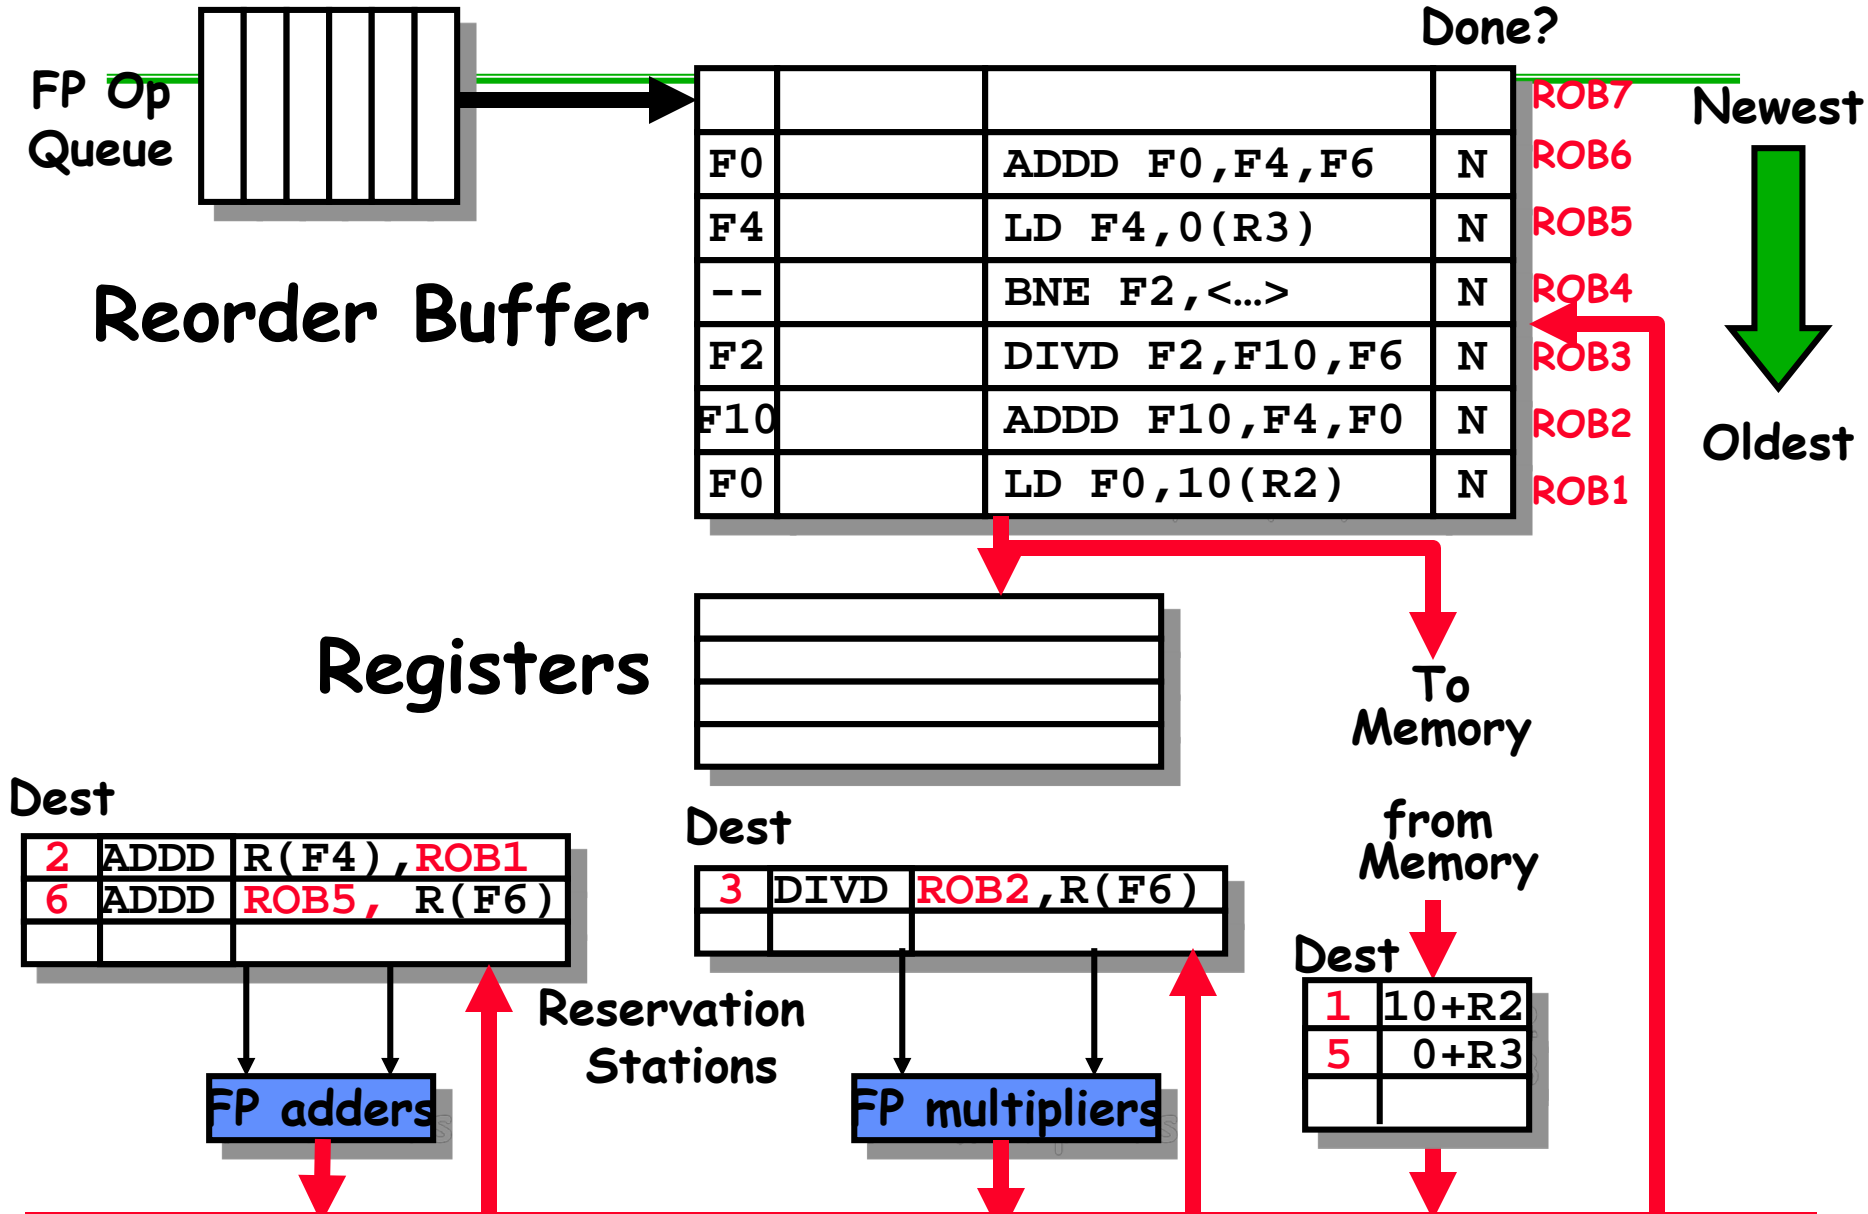 Done?
FP Op
Queue
ROB7
Newest
F0 ADDD F0,F4,F6 N ROB6
F4 LD F4,0(R3) N ROB5
-- BNE F2,<…> N ROB4
F2 DIVD F2,F10,F6 N ROB3
F10 ADDD F10,F4,F0 N ROB2
F0 LD F0,10(R2) N ROB1
Oldest
Reorder Buffer
Registers
To
Memory
from
Memory
Dest
2 ADDD R(F4),ROB1
6 ADDD ROB5, R(F6)
Dest
3 DIVD ROB2,R(F6)
Dest
1 10+R2
5 0+R3
Reservation
Stations
FP adders
FP multipliers